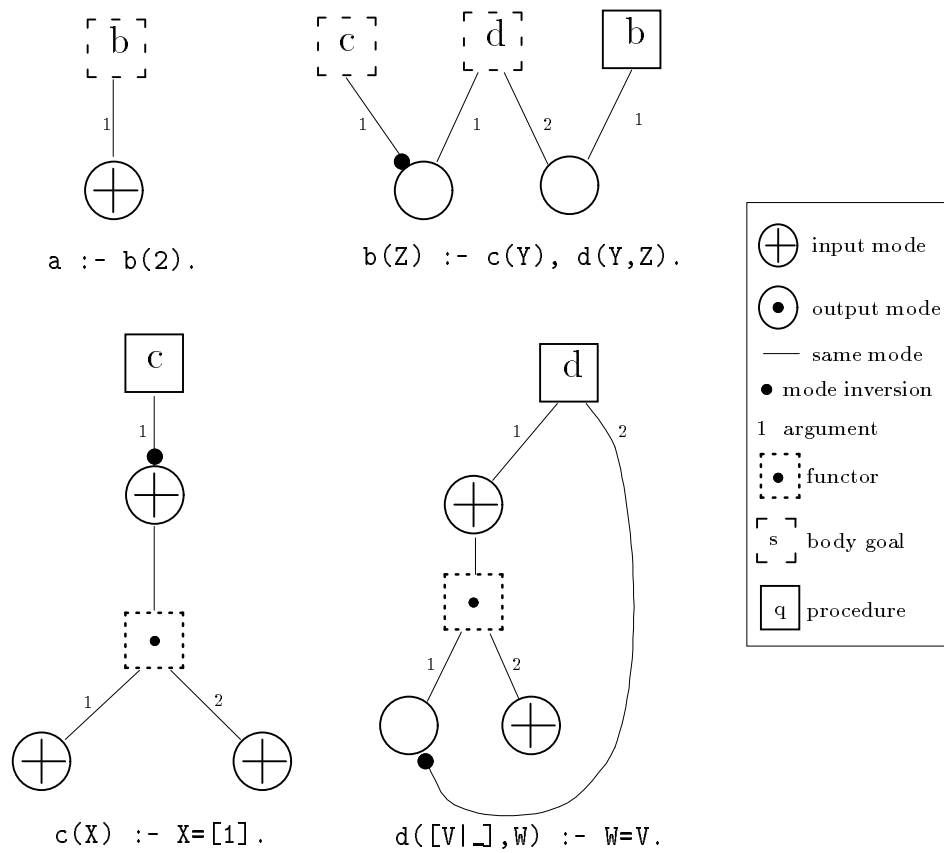 b
1
a :- b(2).
c
d
b
1
1
2
1
b(Z) :- c(Y), d(Y,Z).
c
1
1
2
c(X) :- X=[1].
d
1
2
1
2
d([V|_],W) :- W=V.
input mode
output mode
same mode
mode inversion
1 argument
functor
s body goal
q procedure